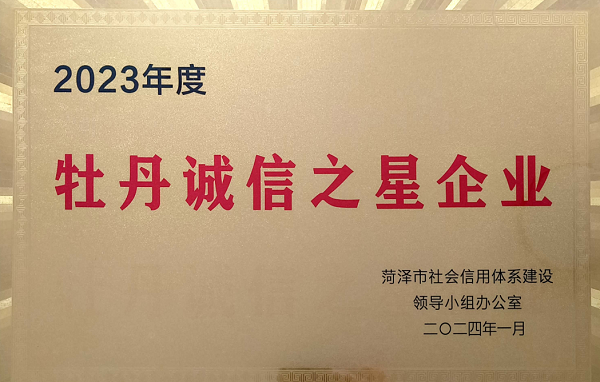 2023年度
牡丹诚信之星企业
菏泽市社会信用体系建设
领导小组办公室
二〇二四年一月